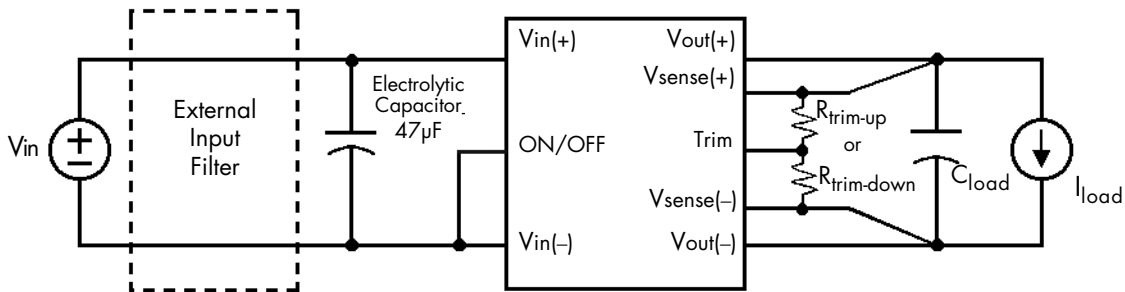 Vin
External
Input
Filter
Electrolytic
Capacitor
47µF
Vin(+)
ON/OFF
Vin(–)
Vout(+)
Vsense(+)
Trim
Vsense(–)
Vout(–)
Rtrim-up
or
Rtrim-down
Cload
Iload